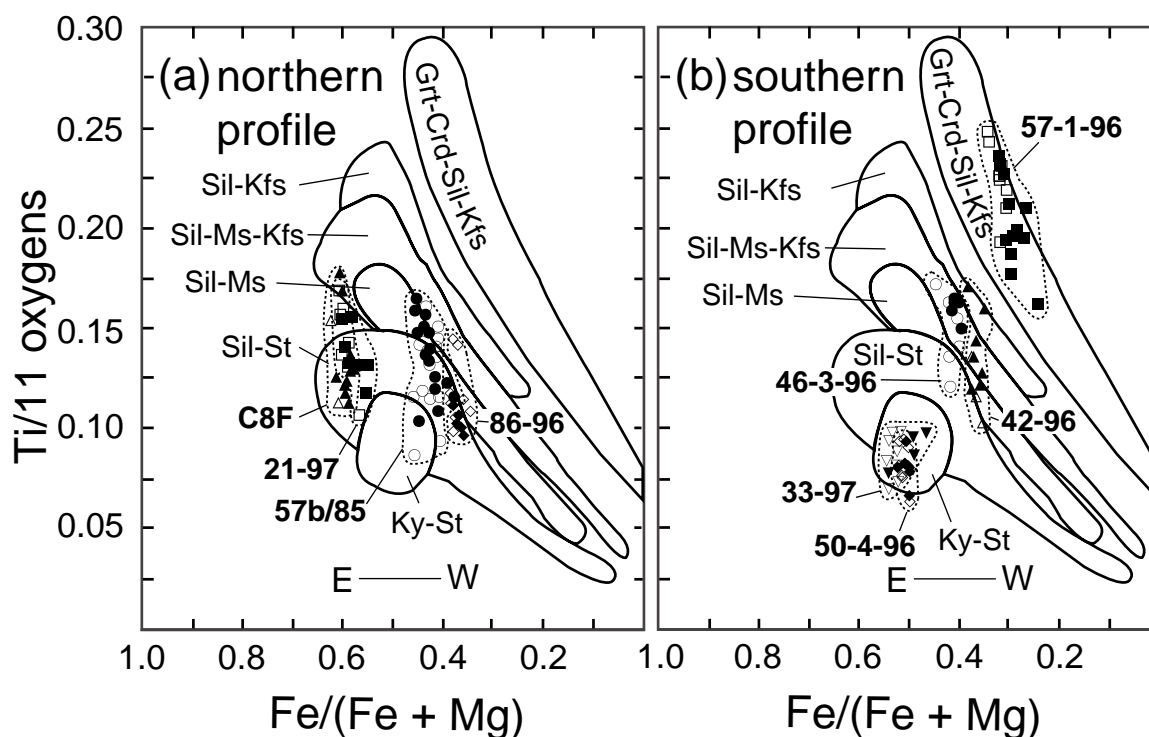 Ti/11 oxygens
0.30
0.25
0.20
0.15
0.10
0.05
(a) northern
profile
Grt-Crd-Sil-Kfs
Sil-Kfs
Sil-Ms-Kfs
Sil-Ms
Sil-St
C8F
21-97
57b/85
86-96
Ky-St
E W
1.0 0.8 0.6 0.4 0.2
Fe/(Fe + Mg)
(b) southern
profile
Grt-Crd-Sil-Kfs
57-1-96
Sil-Kfs
Sil-Ms-Kfs
Sil-Ms
Sil-St
46-3-96
42-96
33-97
50-4-96
Ky-St
E W
1.0 0.8 0.6 0.4 0.2
Fe/(Fe + Mg)